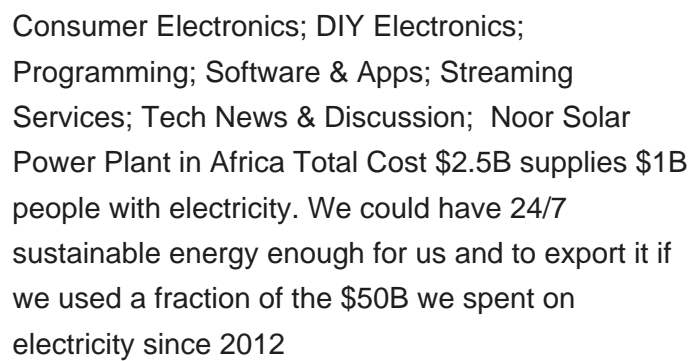 Consumer Electronics; DIY Electronics;
Programming; Software & Apps; Streaming
Services; Tech News & Discussion;  Noor Solar
Power Plant in Africa Total Cost $2.5B supplies $1B
people with electricity. We could have 24/7
sustainable energy enough for us and to export it if
we used a fraction of the $50B we spent on
electricity since 2012